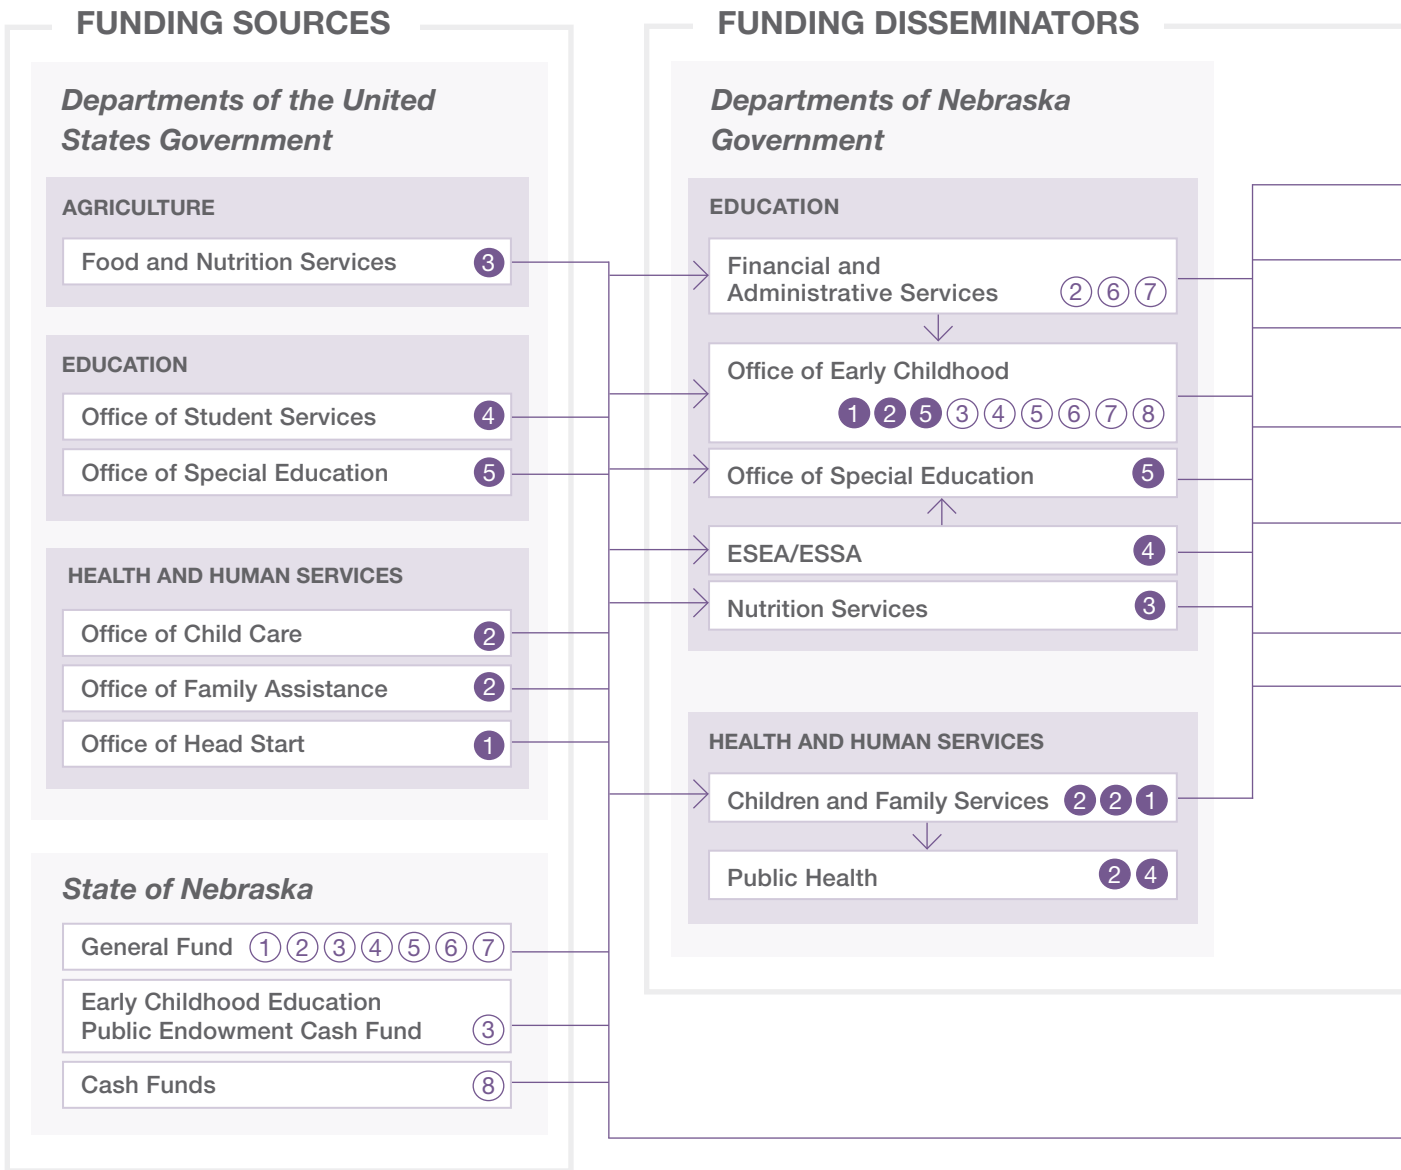 FUNDING SOURCES
Departments of the United
States Government
AGRICULTURE
Food and Nutrition Services 3
EDUCATION
Office of Student Services 4
Office of Special Education 5
HEALTH AND HUMAN SERVICES
Office of Child Care 2
Office of Family Assistance 2
Office of Head Start 1
State of Nebraska
General Fund 1 2 3 4 5 6 7
Early Childhood Education
Public Endowment Cash Fund 3
Cash Funds 8
FUNDING DISSEMINATORS
Departments of Nebraska
Government
EDUCATION
Financial and
Administrative Services 2 6 7
Office of Early Childhood
1 2 5 3 4 5 6 7 8
Office of Special Education 5
ESEA/ESSA 4
Nutrition Services 3
HEALTH AND HUMAN SERVICES
Children and Family Services 2 2 1
Public Health 2 4